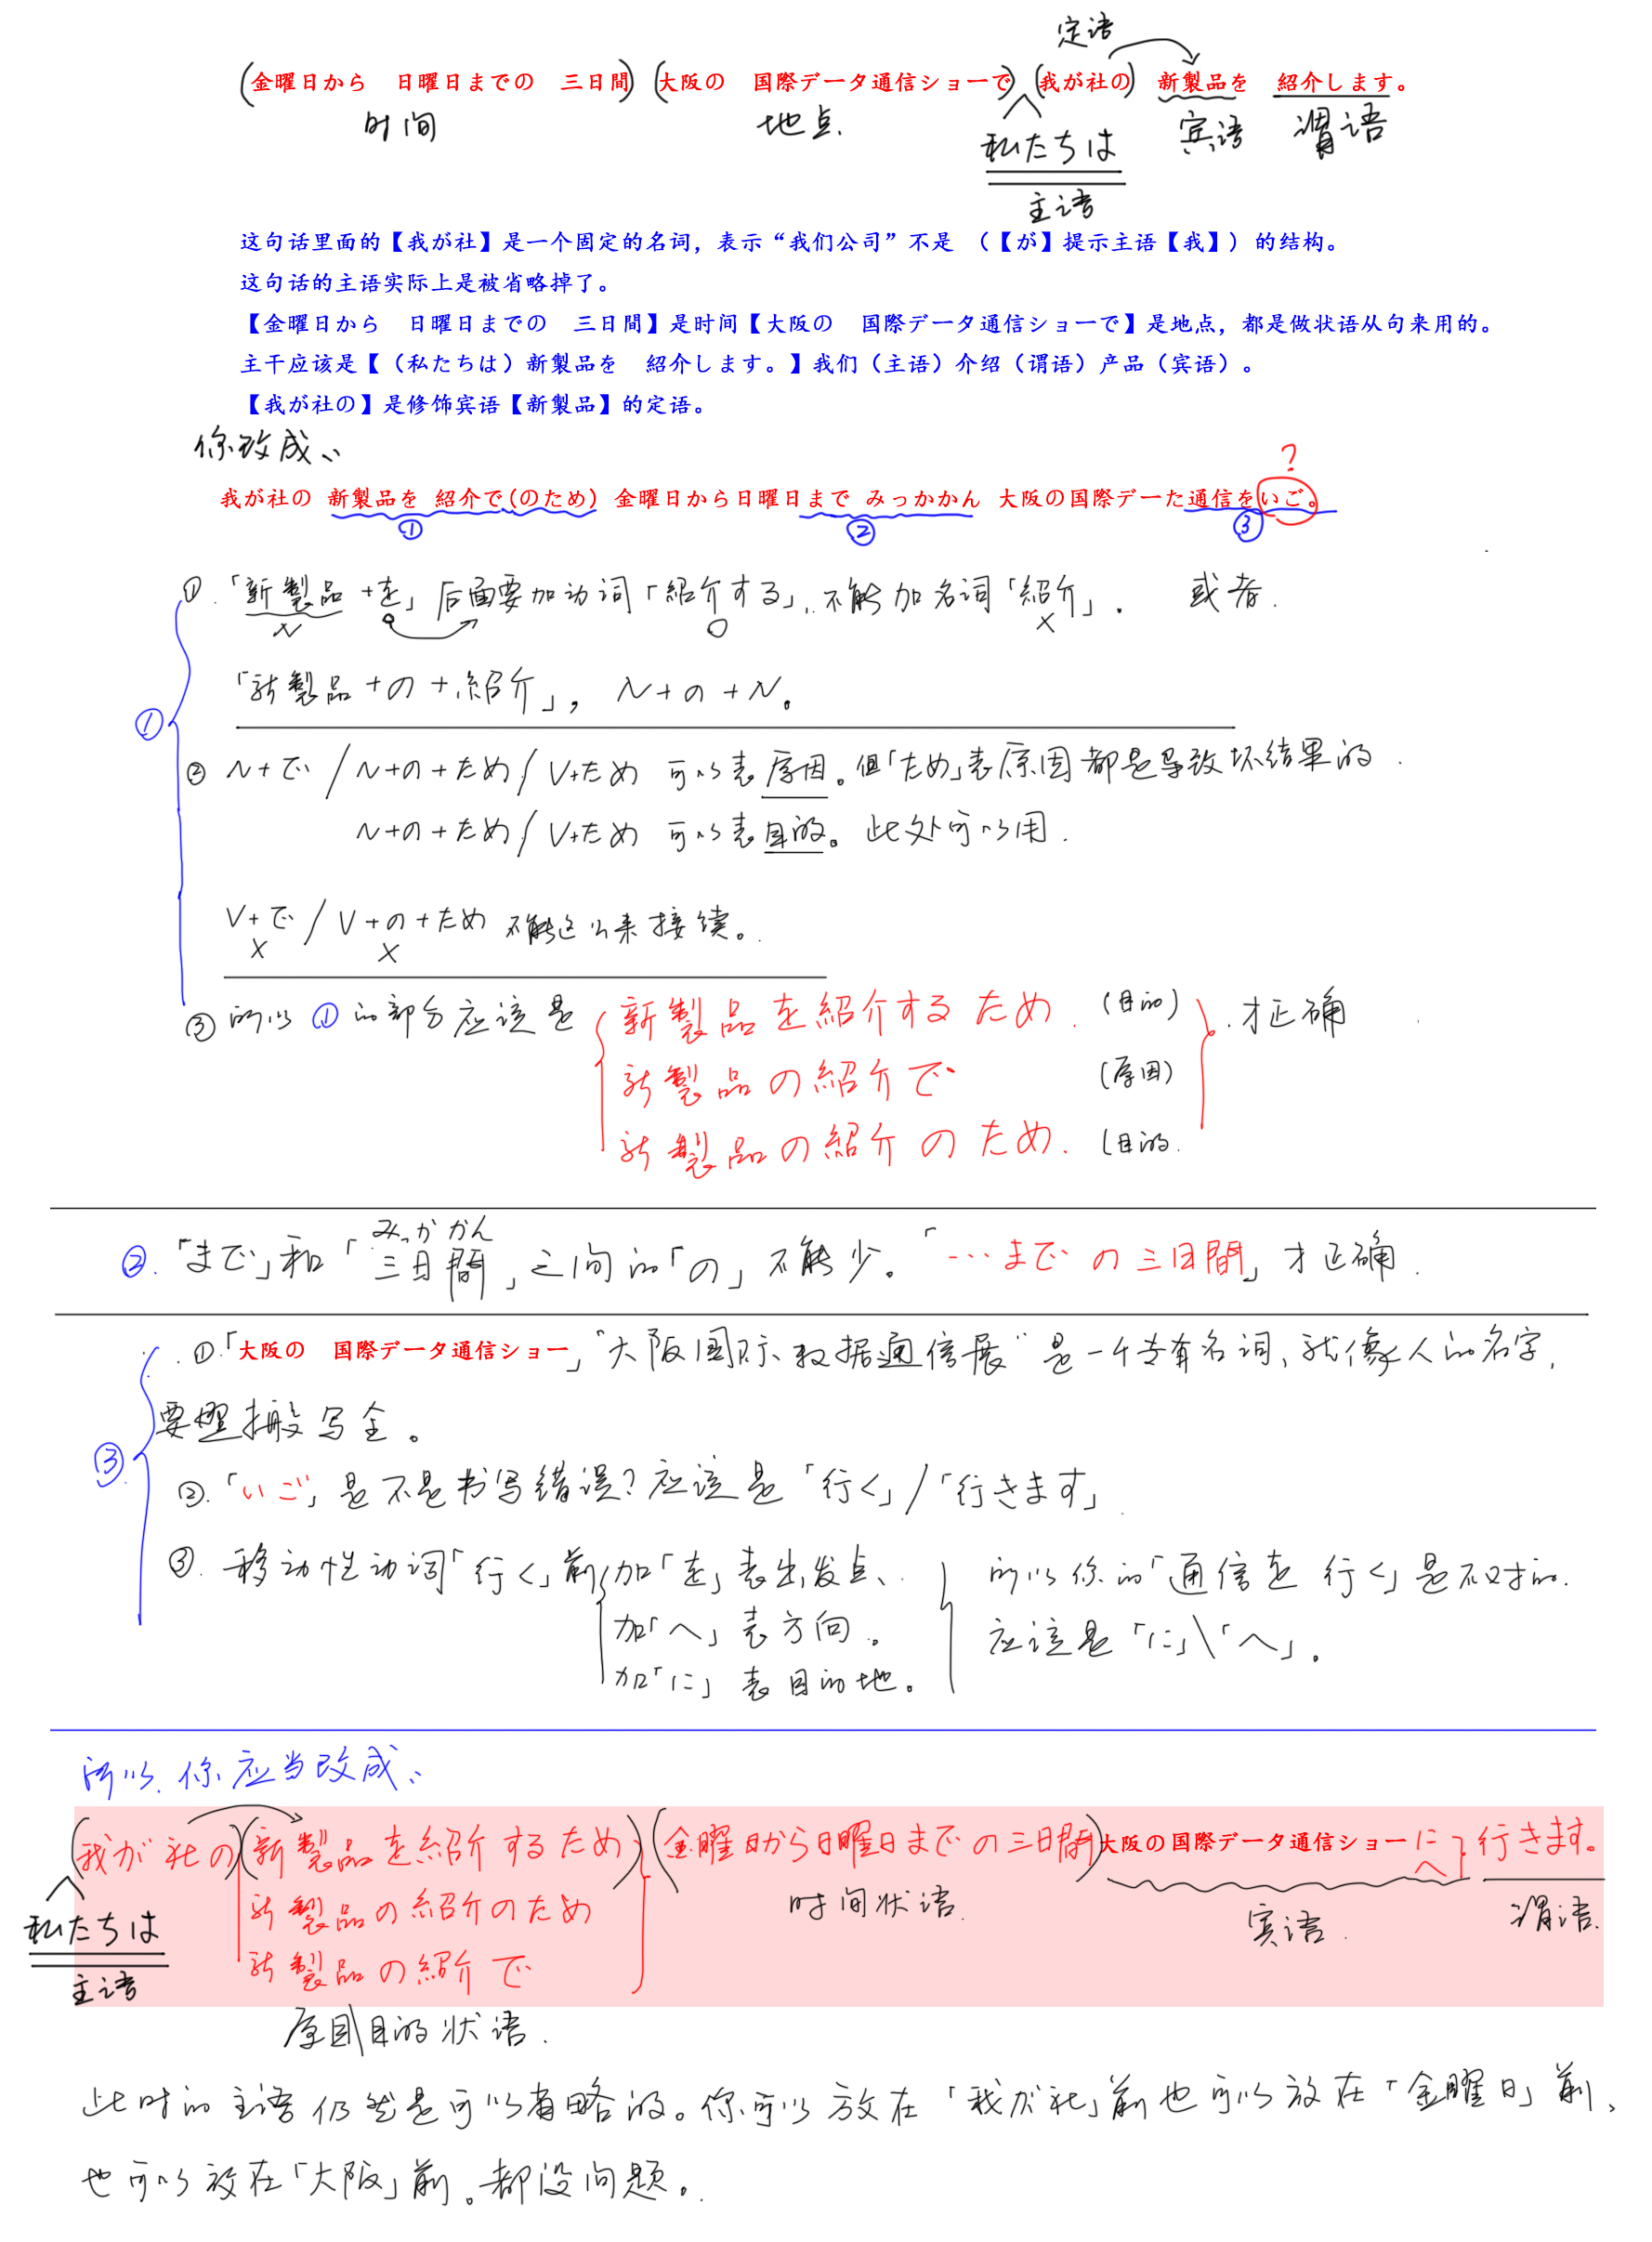 定语
(金曜日から　日曜日までの　三日間) (大阪の　国際データ通信ショーで) (我が社の) 新製品を　紹介します。
时间　地点.　私たちは　宾语　谓语
主语
这句话里面的【我が社】是一个固定的名词，表示“我们公司”不是 （【が】提示主语【我】）的结构。
这句话的主语实际上是被省略掉了。
【金曜日から　日曜日までの　三日間】是时间【大阪の　国際データ通信ショーで】是地点，都是做状语从句来用的。
主干应该是【（私たちは）新製品を　紹介します。】我们（主语）介绍（谓语）产品（宾语）。
【我が社の】是修饰宾语【新製品】的定语。
你改成:
?
我が社の 新製品を 紹介で(のため) 金曜日から日曜日まで みっかかん 大阪の国際デーた通信をいご。
① ② ③
①.「新製品+を」后面要加动词「紹介する」,不能加名词「紹介」. 或者.
N O X
「新製品+の+紹介」, N+の+N。
①
② N+で/N+の+ため/V+ため 可以表原因。但「ため」表原因都是导致坏结果的.
N+の+ため/V+ため 可以表目的。此处可以用.
V+で/V+の+ため 不能这么来接续。
X X
③ 所以①的部分应该是 新製品を紹介するため. (目的) 才正确
新製品の紹介で (原因)
新製品の紹介のため. (目的.
みっかかん
②.「まで」和「三日間」之间的「の」不能少。「…までの三日間」才正确.
①.「大阪の　国際データ通信ショー」“大阪国际数据通信展”是一个专有名词、就像人的名字,
要照搬写全。
③
②.「いご」是不是书写错误?应该是「行く」/「行きます」.
③. 移动性动词「行く」前加「を」表出发点、 所以你的「通信を 行く」是不对的.
加「へ」表方向。 应该是「に」\「へ」.
加「に」表目的地。
所以.你应当改成:
(我が社の)(新製品を紹介するため)(金曜日から日曜日までの三日間)大阪の国際データ通信ショーに 行きます。
へ
私たちは 新製品の紹介のため 时间状语. 宾语. 谓语.
主语 新製品の紹介で
原因\目的状语.
此时的主语仍然是可以省略的。你可以放在「我が社」前也可以放在「金曜日」前、
也可以放在「大阪」前。都没问题。